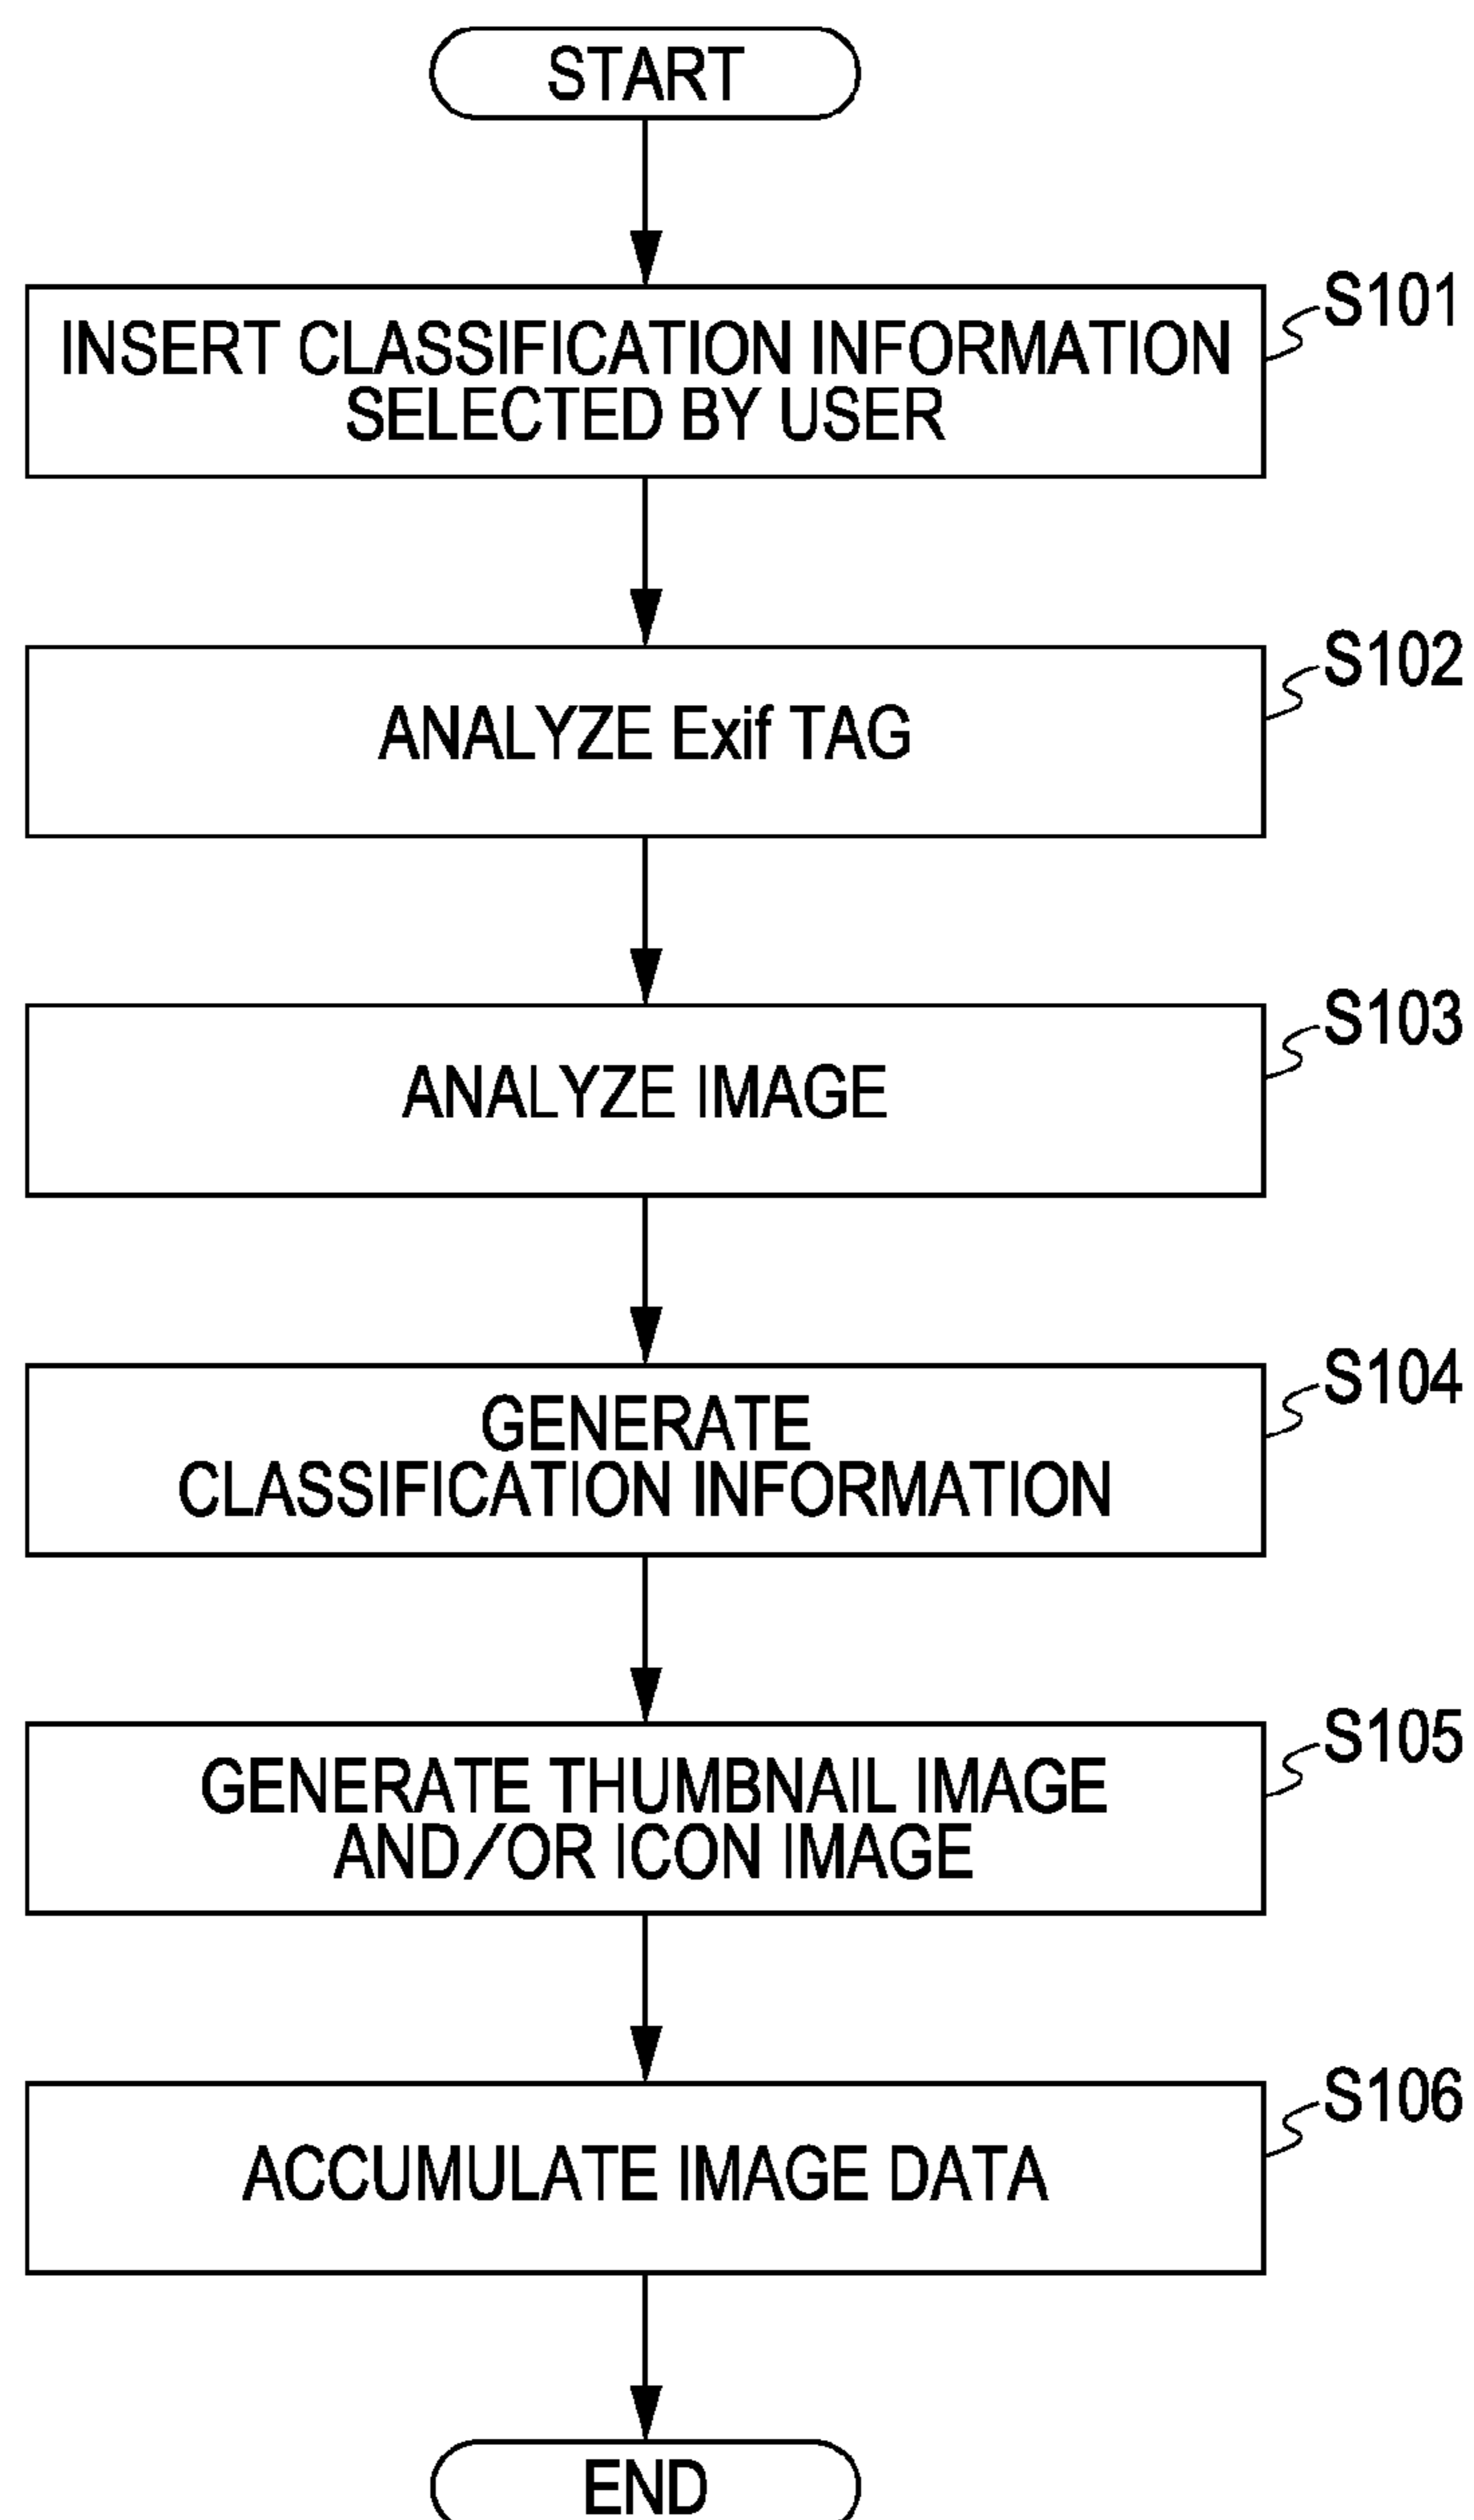 START
S101
INSERT CLASSIFICATION INFORMATION
SELECTED BY USER
S102
ANALYZE Exif TAG
S103
ANALYZE IMAGE
S104
GENERATE
CLASSIFICATION INFORMATION
S105
GENERATE THUMBNAIL IMAGE
AND/OR ICON IMAGE
S106
ACCUMULATE IMAGE DATA
END